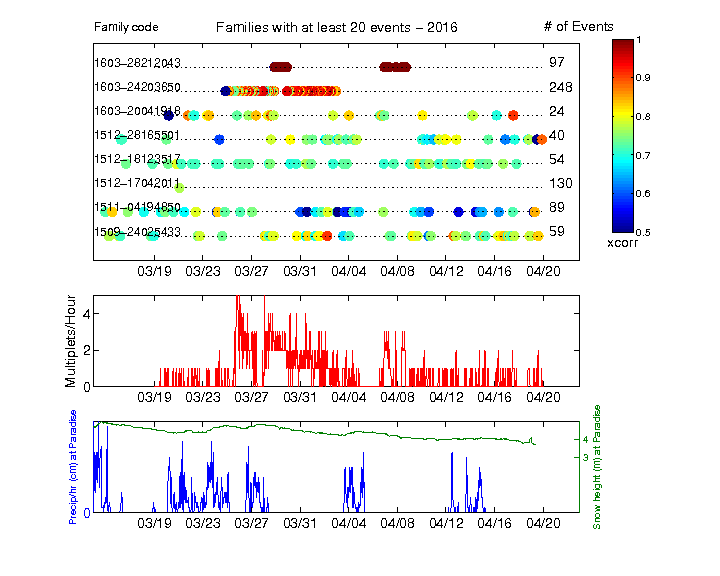 Family code Families with at least 20 events − 2016 # of Events
1603−28212043 97
1603−24203650 248
1603−20041918 24
1512−28165501 40
1512−18123517 54
1512−17042011 130
1511−04194850 89
1509−24025433 59
1
0.9
0.8
0.7
0.6
0.5
xcorr
03/19 03/23 03/27 03/31 04/04 04/08 04/12 04/16 04/20
Multiplets/Hour
4
2
0
03/19 03/23 03/27 03/31 04/04 04/08 04/12 04/16 04/20
Precip/hr (cm) at Paradise
0
4
3
Snow height (m) at Paradise
03/19 03/23 03/27 03/31 04/04 04/08 04/12 04/16 04/20